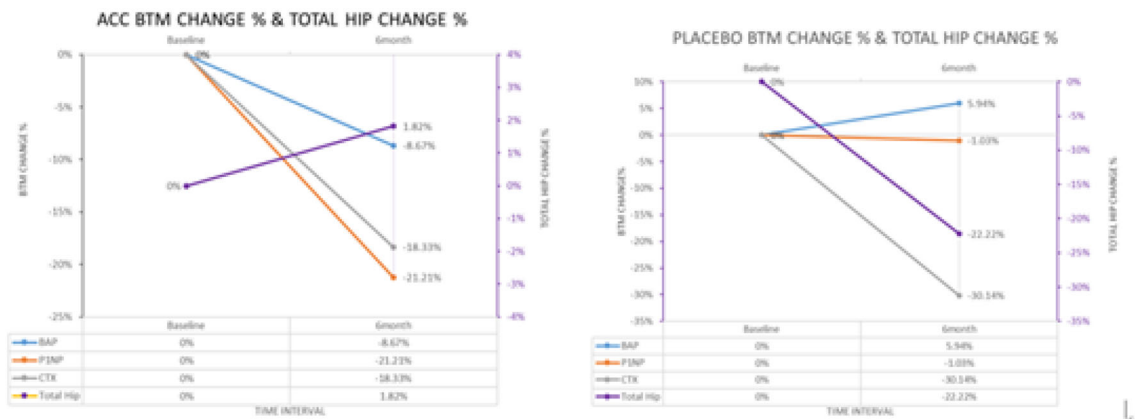 ACC BTM CHANGE % & TOTAL HIP CHANGE %
Baseline 6month
0% 4%
3%
-5%
2%
1%
-10%
0%
-15% -1%
-2%
-20%
-3%
-25% -4%
BTM CHANGE %
TOTAL HIP CHANGE %
0%
0%
1.82%
-8.67%
-18.33%
-21.21%
Baseline 6month
BAP 0% -8.67%
P1NP 0% -21.21%
CTX 0% -18.33%
Total Hip 0% 1.82%
TIME INTERVAL
PLACEBO BTM CHANGE % & TOTAL HIP CHANGE %
Baseline 6month
10% 0%
5% -5%
0%
-5% -10%
-10% -15%
-15%
-20% -20%
-25% -25%
-30% -30%
-35% -35%
BTM CHANGE%
TOTAL HIP CHANGE %
0%
0%
5.94%
-1.03%
-22.22%
-30.14%
Baseline 6month
BAP 0% 5.94%
P1NP 0% -1.03%
CTX 0% -30.14%
Total Hip 0% -22.22%
TIME INTERVAL